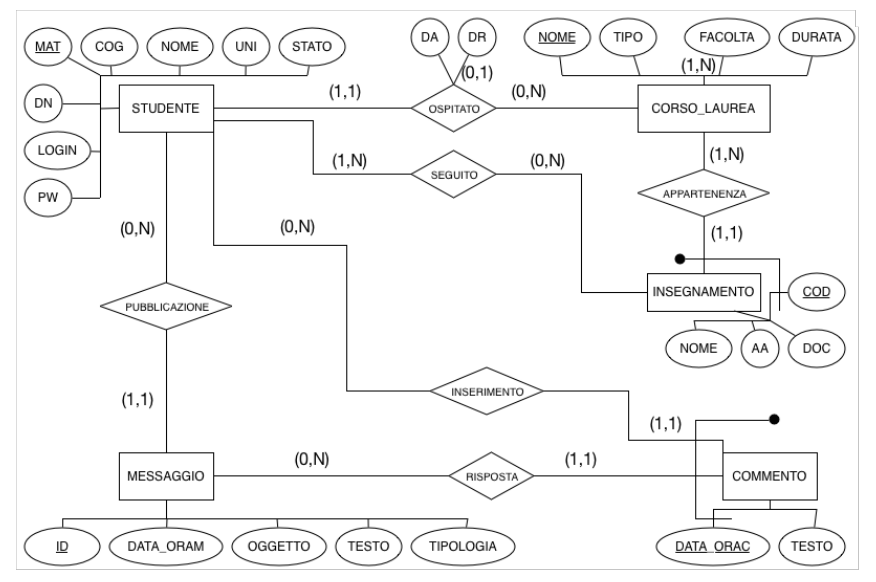 MAT COG NOME UNI STATO DA DR NOME TIPO FACOLTA DURATA
(0,1) (1,N)
DN STUDENTE (1,1) OSPITATO (0,N) CORSO_LAUREA
LOGIN (1,N) SEGUITO (0,N) (1,N)
PW APPARTENENZA
(0,N) (0,N) (1,1)
PUBBLICAZIONE INSEGNAMENTO COD
NOME AA DOC
(1,1) INSERIMENTO (1,1)
MESSAGGIO (0,N) RISPOSTA (1,1) COMMENTO
ID DATA_ORAM OGGETTO TESTO TIPOLOGIA DATA_ORAC TESTO